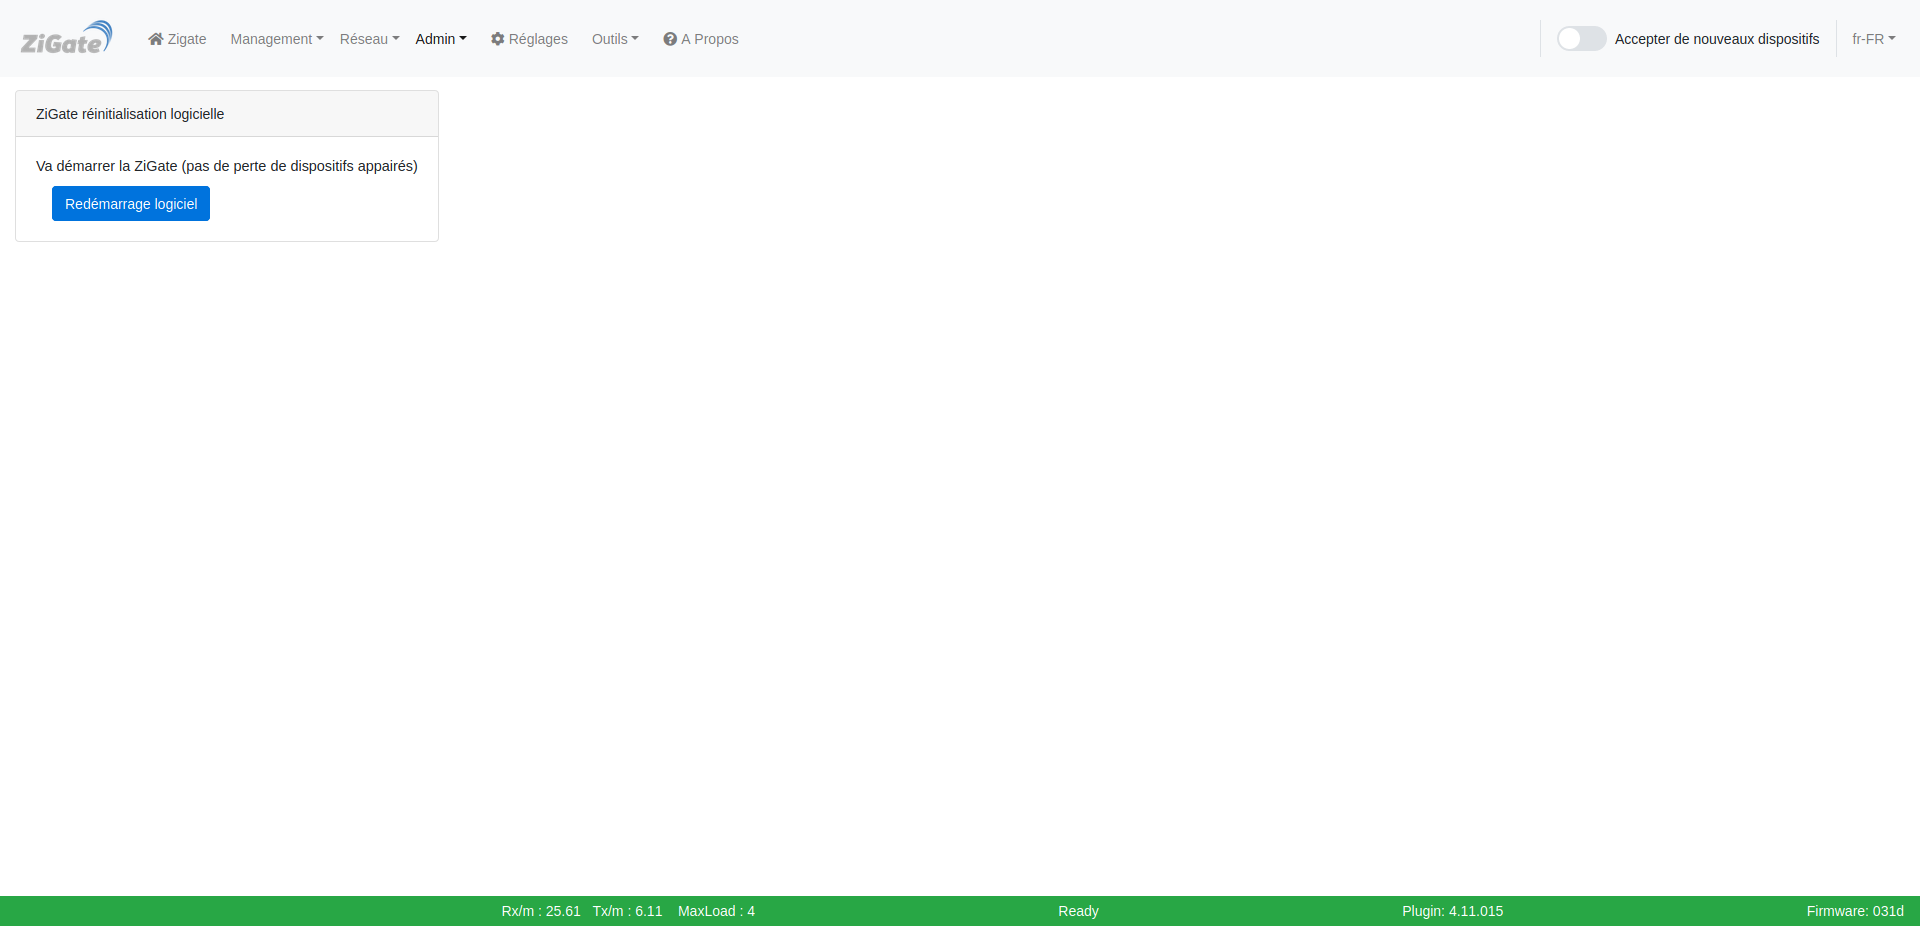 ZiGate
Zigate Management Réseau Admin Réglages Outils A Propos Accepter de nouveaux dispositifs fr-FR
ZiGate réinitialisation logicielle
Va démarrer la ZiGate (pas de perte de dispositifs appairés)
Redémarrage logiciel
Rx/m : 25.61 Tx/m : 6.11 MaxLoad : 4 Ready Plugin: 4.11.015 Firmware: 031d